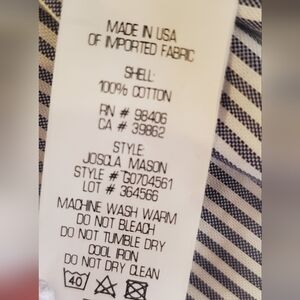 MADE IN USA
OF IMPORTED FABRIC
SHELL:
100% COTTON
RN # 98406
CA # 39862
STYLE:
JOSCLA MASON
STYLE # TG0704561
LOT # 364566
MACHINE WASH WARM
DO NOT BLEACH
DO NOT TUMBLE DRY
COOL IRON
DO NOT DRY CLEAN
40